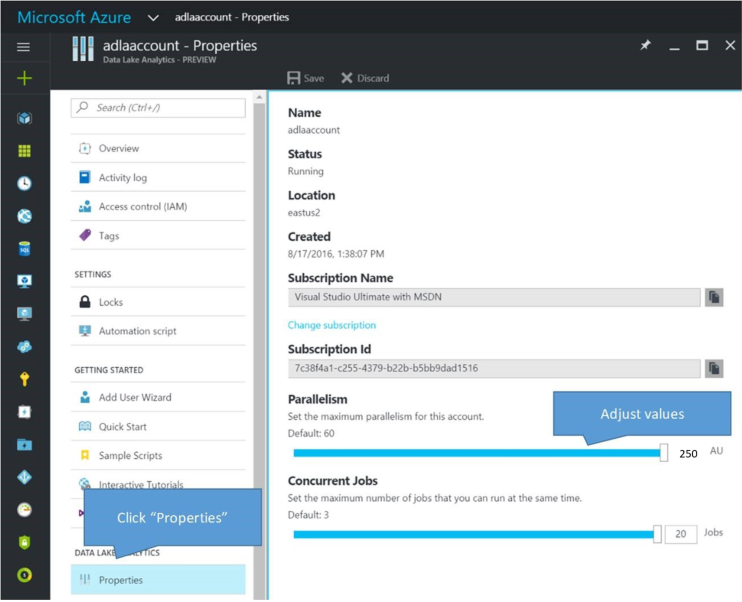 Microsoft Azure adlaaccount - Properties
adlaaccount - Properties
Data Lake Analytics - PREVIEW
Save Discard
Search (Ctrl+/)
Overview
Activity log
Access control (IAM)
Tags
SETTINGS
Locks
Automation script
GETTING STARTED
Add User Wizard
Quick Start
Sample Scripts
Interactive Tutorials
Click “Properties”
DATA LAKE ANALYTICS
Properties
Name
adlaaccount
Status
Running
Location
eastus2
Created
8/17/2016, 1:38:07 PM
Subscription Name
Visual Studio Ultimate with MSDN
Change subscription
Subscription Id
7c38f4a1-c255-4379-b22b-b5bb9dad1516
Parallelism
Set the maximum parallelism for this account.
Default: 60
Adjust values
250 AU
Concurrent Jobs
Set the maximum number of jobs that you can run at the same time.
Default: 3
20 Jobs